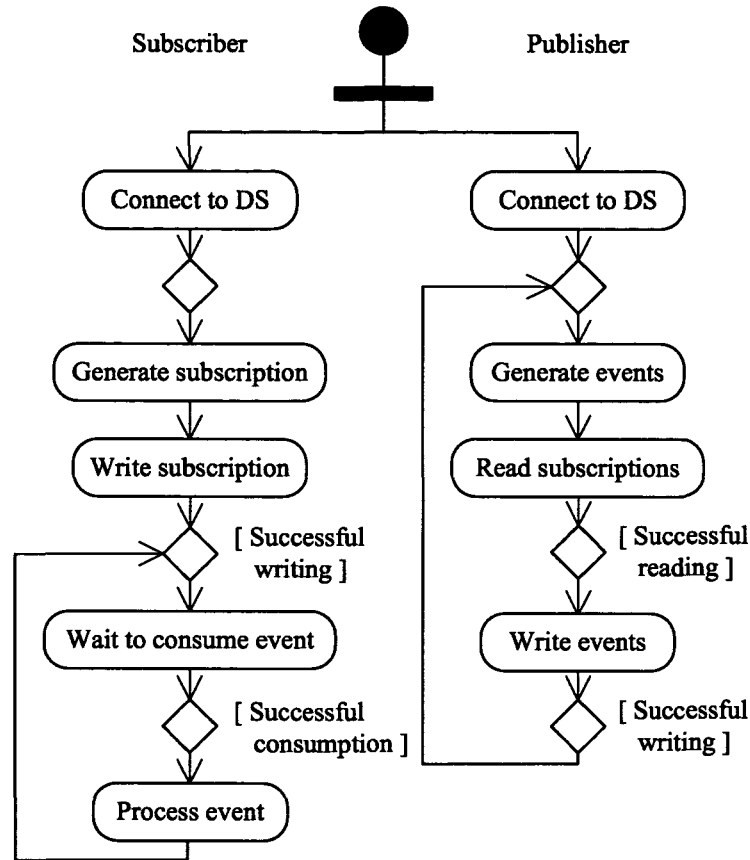 Subscriber
Publisher
Connect to DS
Connect to DS
Generate subscription
Generate events
Write subscription
Read subscriptions
[ Successful
writing ]
[ Successful
reading ]
Wait to consume event
Write events
[ Successful
consumption ]
[ Successful
writing ]
Process event